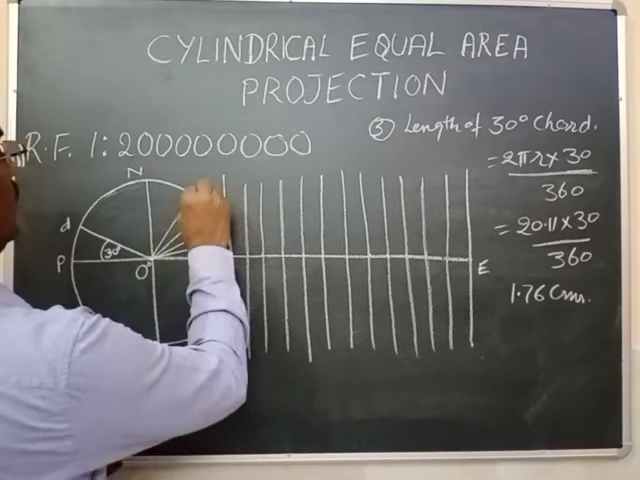 CYLINDRICAL EQUAL AREA
PROJECTION
R.F. 1:200000000
③ Length of 30° Chord.
= 2πr×30
360
= 20.11×30
360
1.76 Cms.
N
d
P
30°
O
E